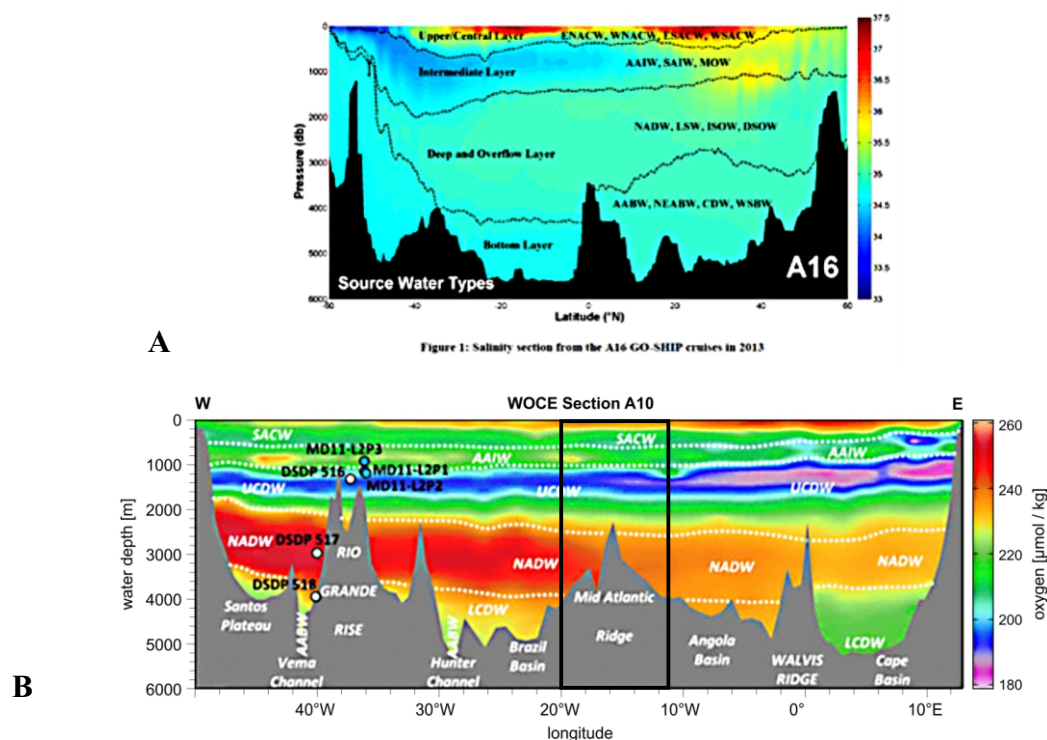 0
1000
2000
3000
4000
5000
6000
Pressure (db)
Upper/Central Layer
ENACW, WNACW, ESACW, WSACW
Intermediate Layer
AAIW, SAIW, MOW
NADW, LSW, ISOW, DSOW
Deep and Overflow Layer
AABW, NEABW, CDW, WSBW
Bottom Layer
Source Water Types
A16
-60 -40 -20 0 20 40 60
Latitude (°N)
37.5
37
36.5
36
35.5
35
34.5
34
33.5
33
A
Figure 1: Salinity section from the A16 GO-SHIP cruises in 2013
W
WOCE Section A10
E
0
1000
2000
3000
4000
5000
6000
water depth [m]
SACW
SACW
MD11-L2P3
AAIW
AAIW
DSDP 516
MD11-L2P1
UCDW
MD11-L2P2
UCDW
UCDW
NADW
DSDP 517
RIO
NADW
NADW
DSDP 518
GRANDE
LCDW
Mid Atlantic
Santos
Plateau
AABW
RISE
AABW
Brazil
Basin
Ridge
Angola
Basin
LCDW
Vema
Channel
Hunter
Channel
WALVIS
RIDGE
Cape
Basin
40°W 30°W 20°W 10°W 0° 10°E
longitude
260
240
220
200
180
oxygen [μmol / kg]
B